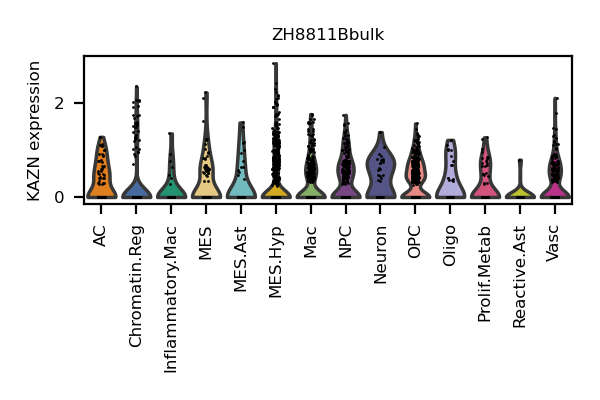 ZH8811Bbulk
KAZN expression
2
0
AC
Chromatin.Reg
Inflammatory.Mac
MES
MES.Ast
MES.Hyp
Mac
NPC
Neuron
OPC
Oligo
Prolif.Metab
Reactive.Ast
Vasc